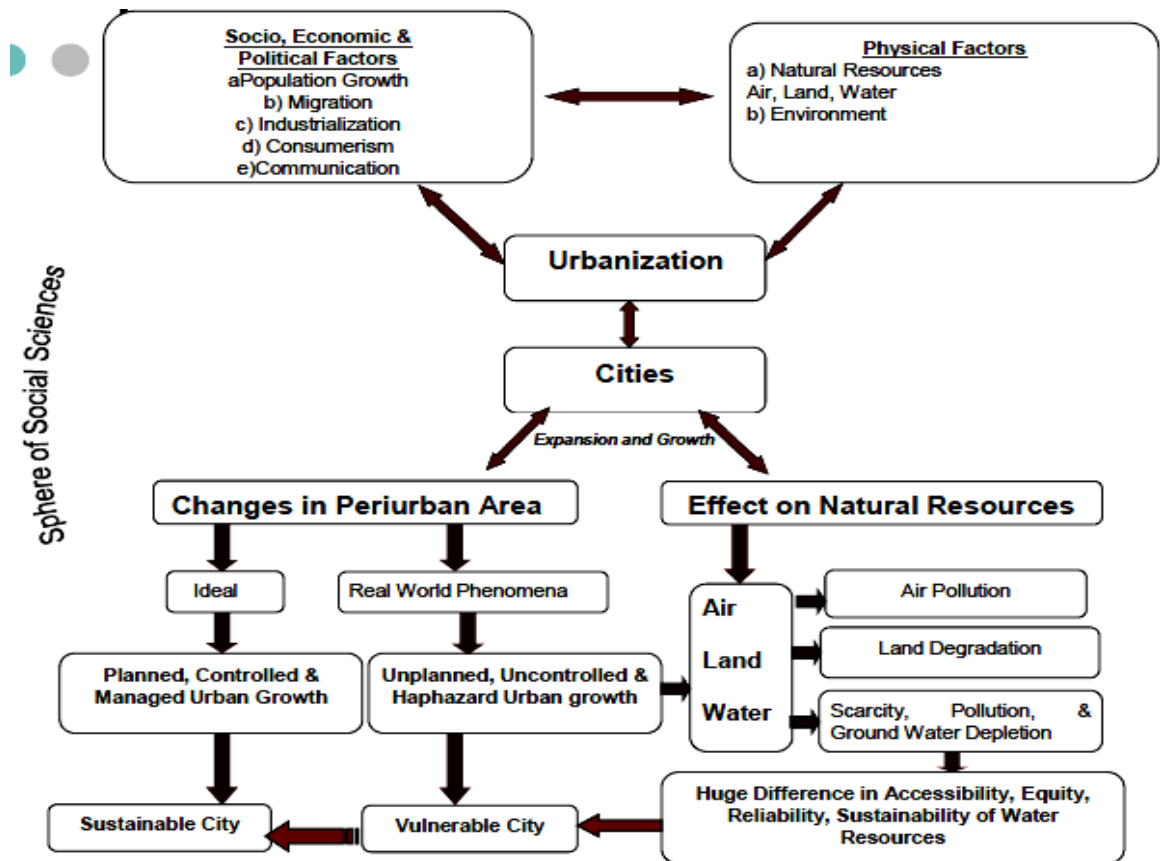 Socio, Economic &
Political Factors
aPopulation Growth
b) Migration
c) Industrialization
d) Consumerism
e)Communication
Physical Factors
a) Natural Resources
Air, Land, Water
b) Environment
Sphere of Social Sciences
Urbanization
Cities
Expansion and Growth
Changes in Periurban Area
Effect on Natural Resources
Ideal
Real World Phenomena
Planned, Controlled &
Managed Urban Growth
Unplanned, Uncontrolled &
Haphazard Urban growth
Air
Land
Water
Air Pollution
Land Degradation
Scarcity, Pollution, &
Ground Water Depletion
Sustainable City
Vulnerable City
Huge Difference in Accessibility, Equity,
Reliability, Sustainability of Water
Resources